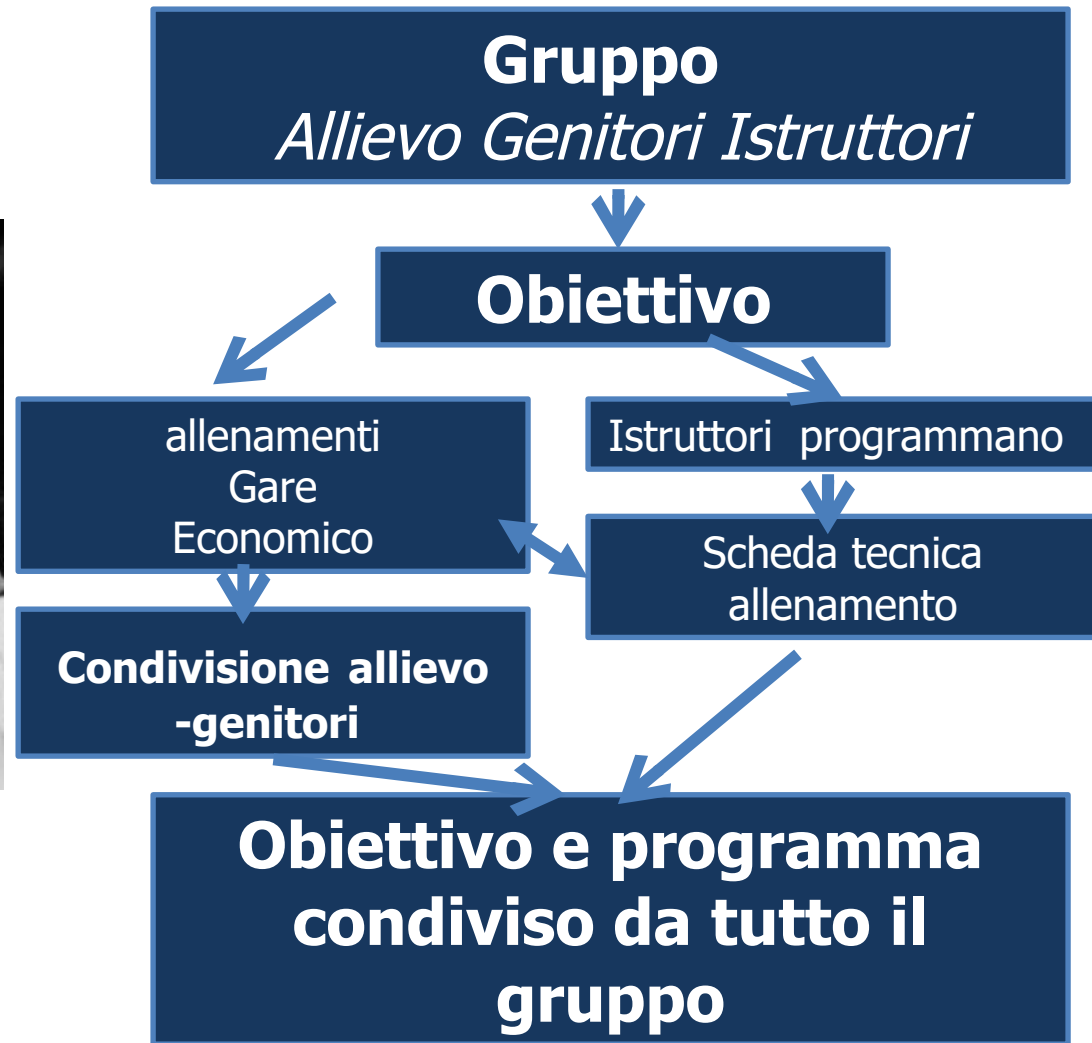 Gruppo
Allievo Genitori Istruttori
Obiettivo
allenamenti
Gare
Economico
Istruttori programmano
Scheda tecnica
allenamento
Condivisione allievo
-genitori
Obiettivo e programma
condiviso da tutto il
gruppo